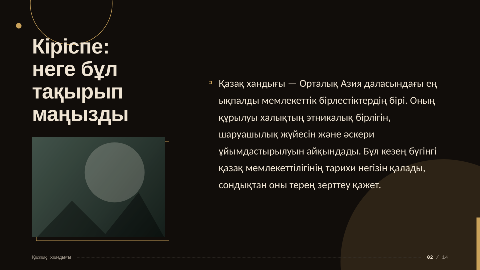 Кіріспе:
неге бұл
тақырып
маңызды
▫ Қазақ хандығы — Орталық Азия даласындағы ең
ықпалды мемлекеттік бірлестіктердің бірі. Оның
құрылуы халықтың этникалық бірлігін,
шаруашылық жүйесін және әскери
ұйымдастырылуын айқындады. Бұл кезең бүгінгі
қазақ мемлекеттілігінің тарихи негізін қалады,
сондықтан оны терең зерттеу қажет.
Қазақ хандығы
02 / 14